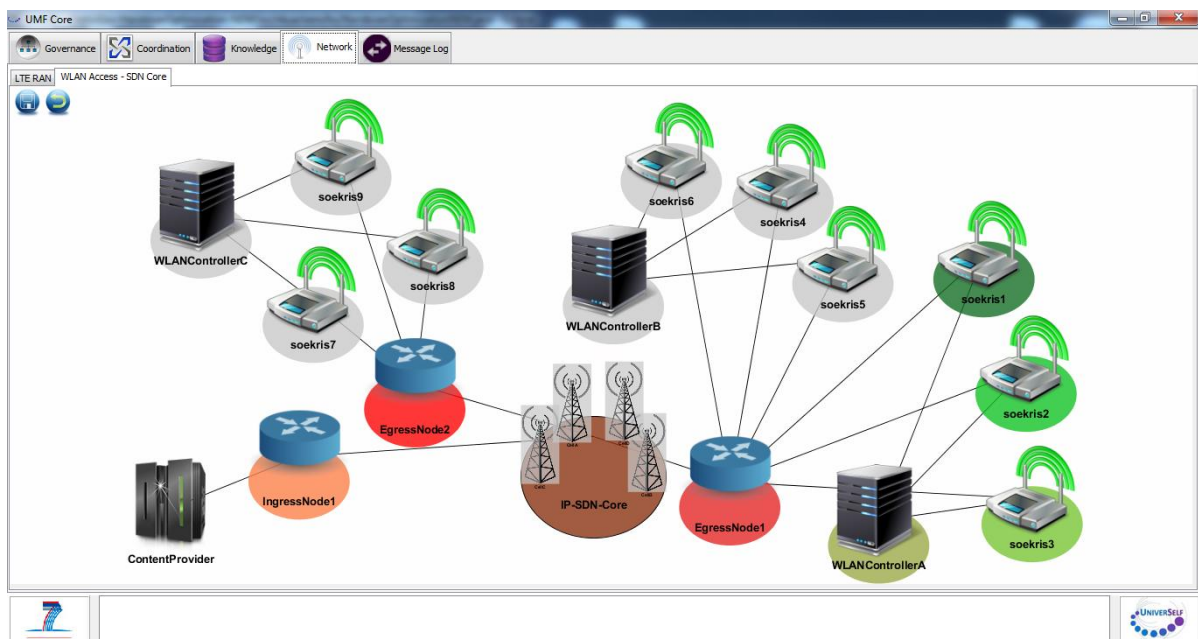 UMF Core
Governance
Coordination
Knowledge
Network
Message Log
LTE RAN
WLAN Access - SDN Core
soekris9
soekris6
soekris4
WLANControllerC
soekris8
soekris5
soekris1
WLANControllerB
soekris7
soekris2
EgressNode2
IngressNode1
IP-SDN-Core
EgressNode1
soekris3
ContentProvider
WLANControllerA
7
UNIVERSELF